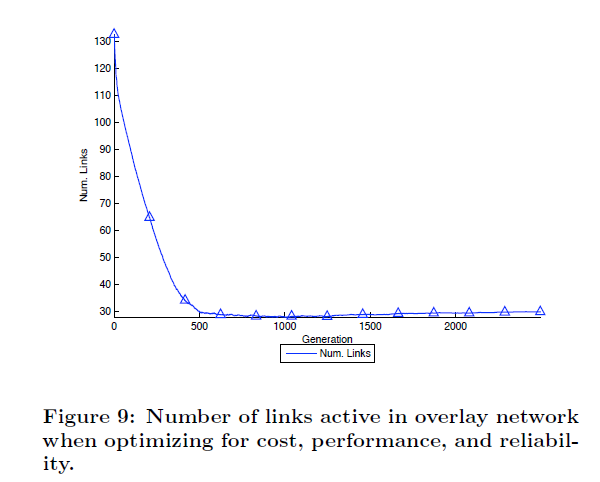 130
120
110
100
90
80
70
60
50
40
30
Num. Links
0 500 1000 1500 2000
Generation
Num. Links
Figure 9: Number of links active in overlay network
when optimizing for cost, performance, and reliabil-
ity.